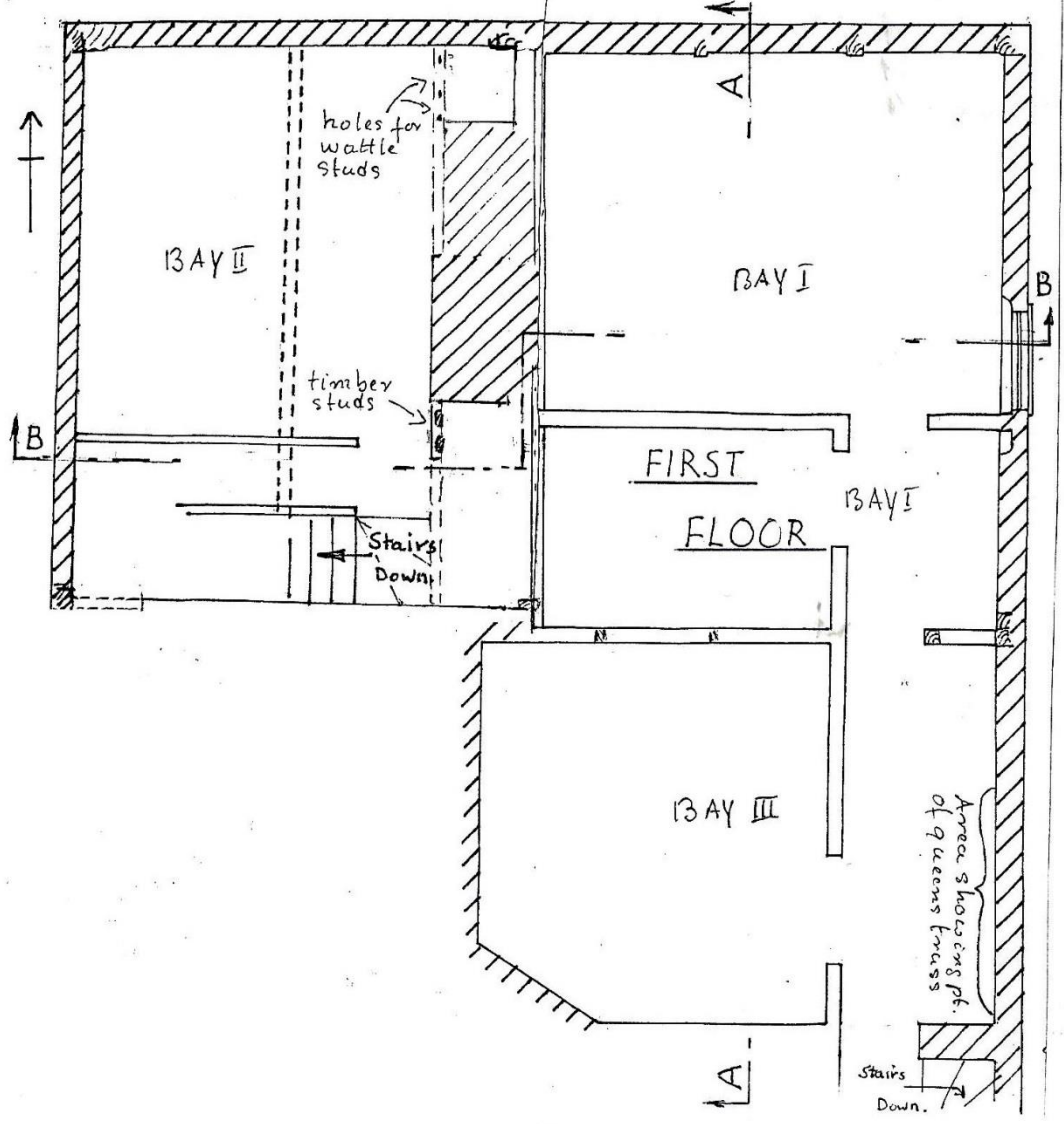 A
holes for
wattle
studs
BAY II
BAY I
B
timber
studs
B
FIRST
FLOOR
BAY I
Stairs
Down.
BAY III
Area showing pt.
of queens truss
A
Stairs
Down.